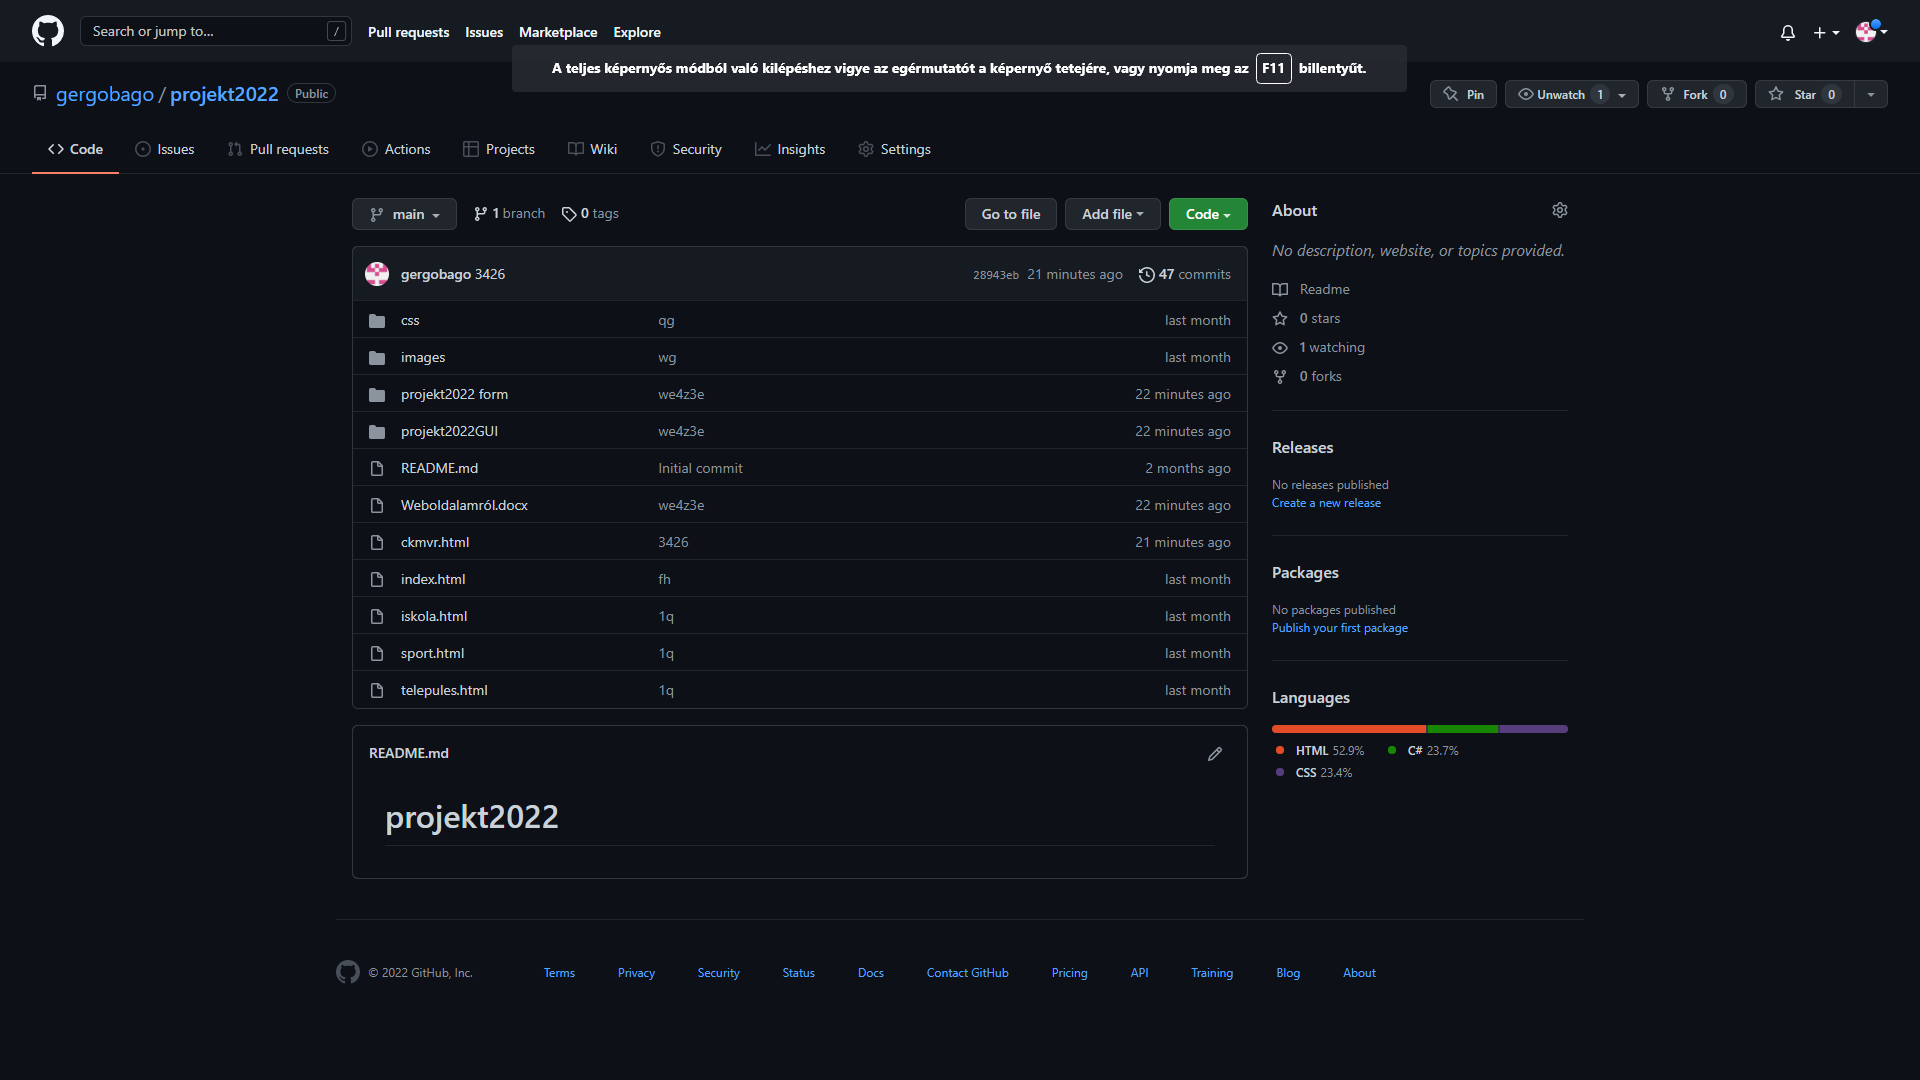 Search or jump to... /
Pull requests Issues Marketplace Explore
A teljes képernyős módból való kilépéshez vigye az egérmutatót a képernyő tetejére, vagy nyomja meg az F11 billentyűt.
gergobago / projekt2022 Public
Pin Unwatch 1 Fork 0 Star 0
Code Issues Pull requests Actions Projects Wiki Security Insights Settings
main 1 branch 0 tags Go to file Add file Code
gergobago 3426 28943eb 21 minutes ago 47 commits
css qg last month
images wg last month
projekt2022 form we4z3e 22 minutes ago
projekt2022GUI we4z3e 22 minutes ago
README.md Initial commit 2 months ago
Weboldalamról.docx we4z3e 22 minutes ago
ckmvr.html 3426 21 minutes ago
index.html fh last month
iskola.html 1q last month
sport.html 1q last month
telepules.html 1q last month
README.md
projekt2022
About
No description, website, or topics provided.
Readme
0 stars
1 watching
0 forks
Releases
No releases published
Create a new release
Packages
No packages published
Publish your first package
Languages
HTML 52.9% C# 23.7%
CSS 23.4%
© 2022 GitHub, Inc. Terms Privacy Security Status Docs Contact GitHub Pricing API Training Blog About